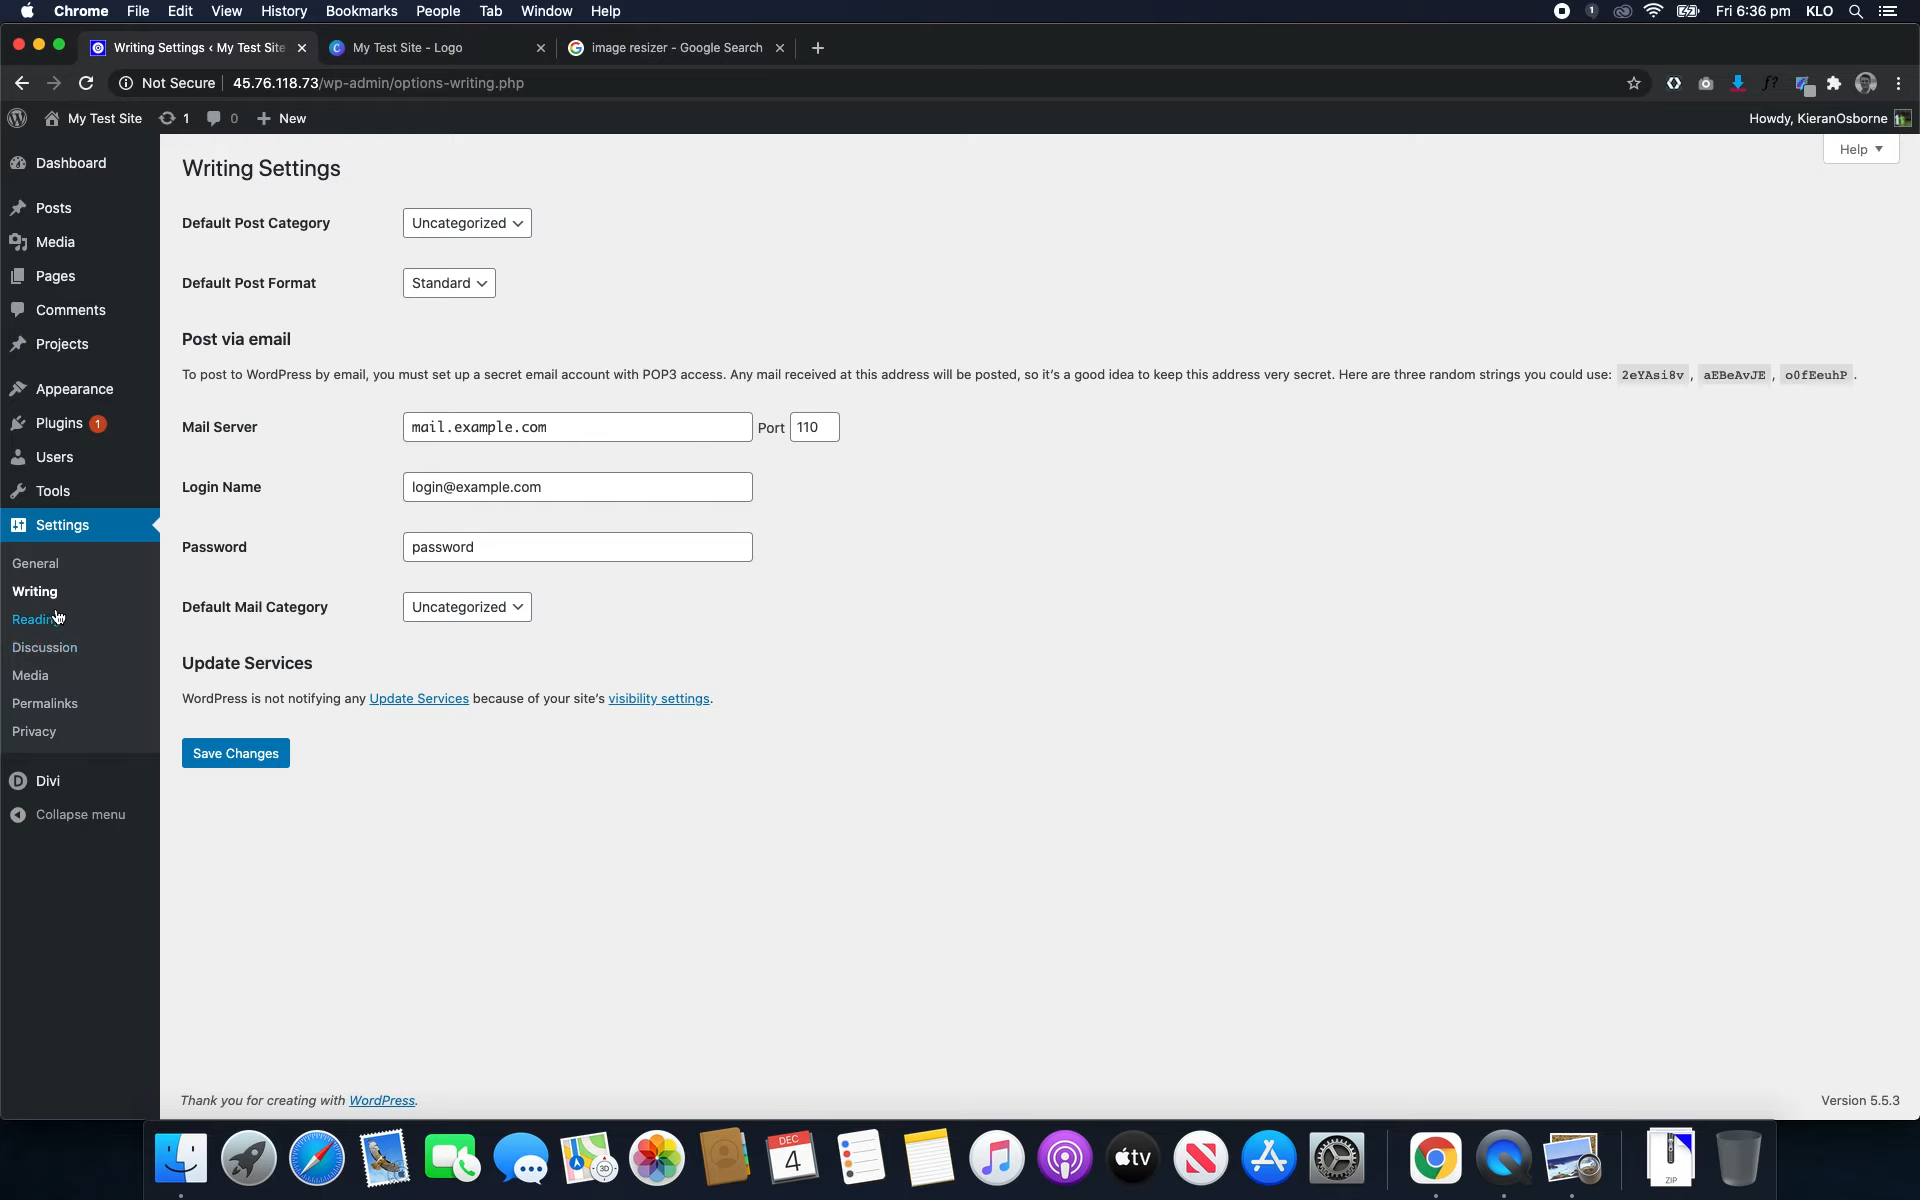 Chrome File Edit View History Bookmarks People Tab Window Help
1 Fri 6:36 pm KLO
Writing Settings ‹ My Test Site
My Test Site - Logo
image resizer - Google Search
Not Secure 45.76.118.73/wp-admin/options-writing.php
f?
My Test Site 1 0 New
Howdy, KieranOsborne
Dashboard
Posts
Media
Pages
Comments
Projects
Appearance
Plugins 1
Users
Tools
Settings
General
Writing
Reading
Discussion
Media
Permalinks
Privacy
Divi
Collapse menu
Help
Writing Settings
Default Post Category Uncategorized
Default Post Format Standard
Post via email
To post to WordPress by email, you must set up a secret email account with POP3 access. Any mail received at this address will be posted, so it's a good idea to keep this address very secret. Here are three random strings you could use: 2eYAsi8v , aEBeAvJE , o0fEeuhP .
Mail Server mail.example.com Port 110
Login Name login@example.com
Password password
Default Mail Category Uncategorized
Update Services
WordPress is not notifying any Update Services because of your site's visibility settings.
Save Changes
Thank you for creating with WordPress.
Version 5.5.3
3D
DEC
4
tv
ZIP